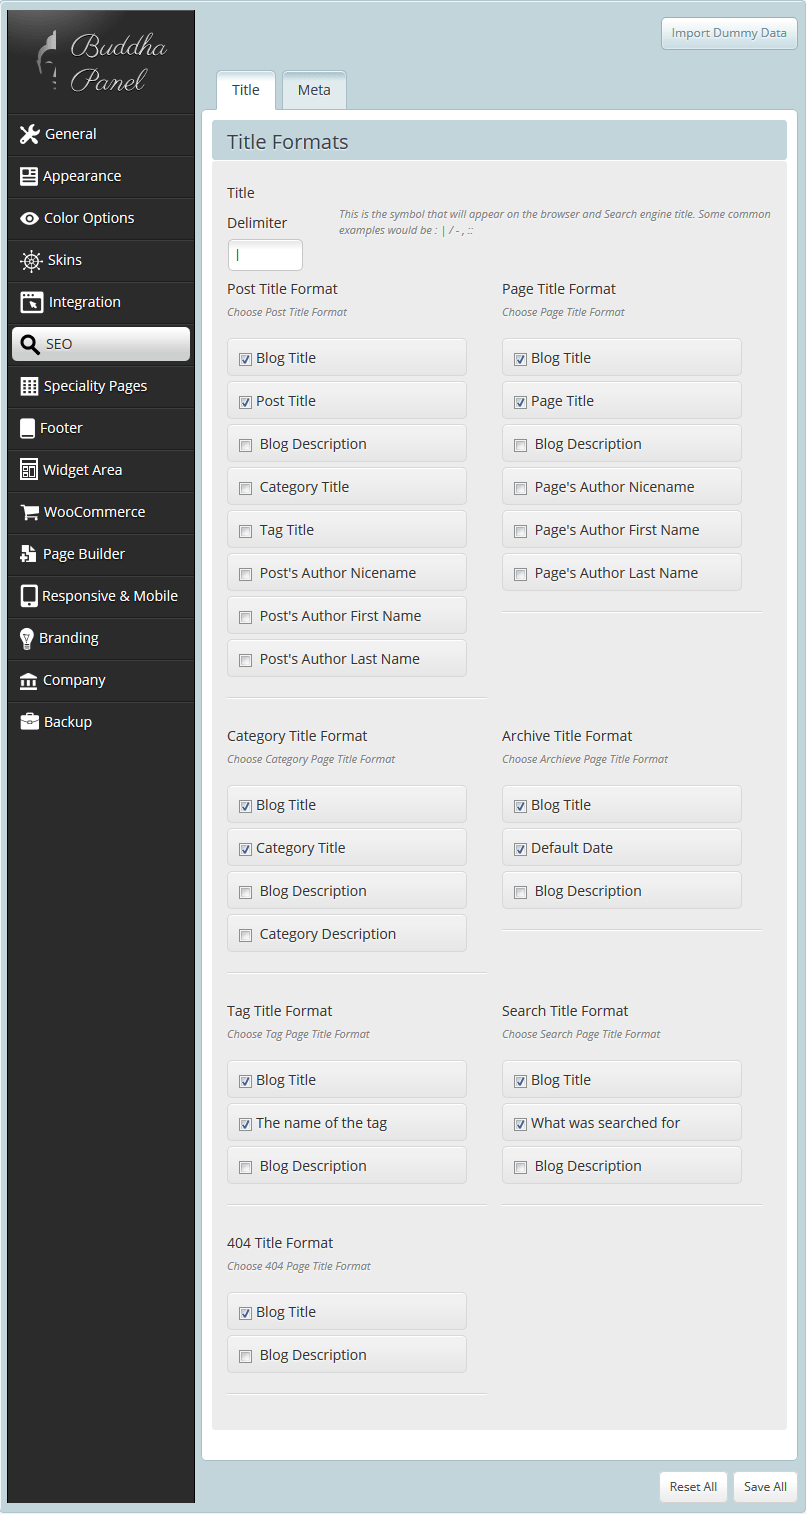 Buddha
Panel
General
Appearance
Color Options
Skins
Integration
SEO
Speciality Pages
Footer
Widget Area
WooCommerce
Page Builder
Responsive & Mobile
Branding
Company
Backup
Import Dummy Data
Title
Meta
Title Formats
Title
Delimiter
This is the symbol that will appear on the browser and Search engine title. Some common
examples would be : | / - , ::
|
Post Title Format
Choose Post Title Format
Blog Title
Post Title
Blog Description
Category Title
Tag Title
Post's Author Nicename
Post's Author First Name
Post's Author Last Name
Page Title Format
Choose Page Title Format
Blog Title
Page Title
Blog Description
Page's Author Nicename
Page's Author First Name
Page's Author Last Name
Category Title Format
Choose Category Page Title Format
Blog Title
Category Title
Blog Description
Category Description
Archive Title Format
Choose Archieve Page Title Format
Blog Title
Default Date
Blog Description
Tag Title Format
Choose Tag Page Title Format
Blog Title
The name of the tag
Blog Description
Search Title Format
Choose Search Page Title Format
Blog Title
What was searched for
Blog Description
404 Title Format
Choose 404 Page Title Format
Blog Title
Blog Description
Reset All
Save All